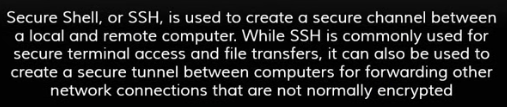 Secure Shell, or SSH, is used to create a secure channel between
a local and remote computer. While SSH is commonly used for
secure terminal access and file transfers, it can also be used to
create a secure tunnel between computers for forwarding other
network connections that are not normally encrypted